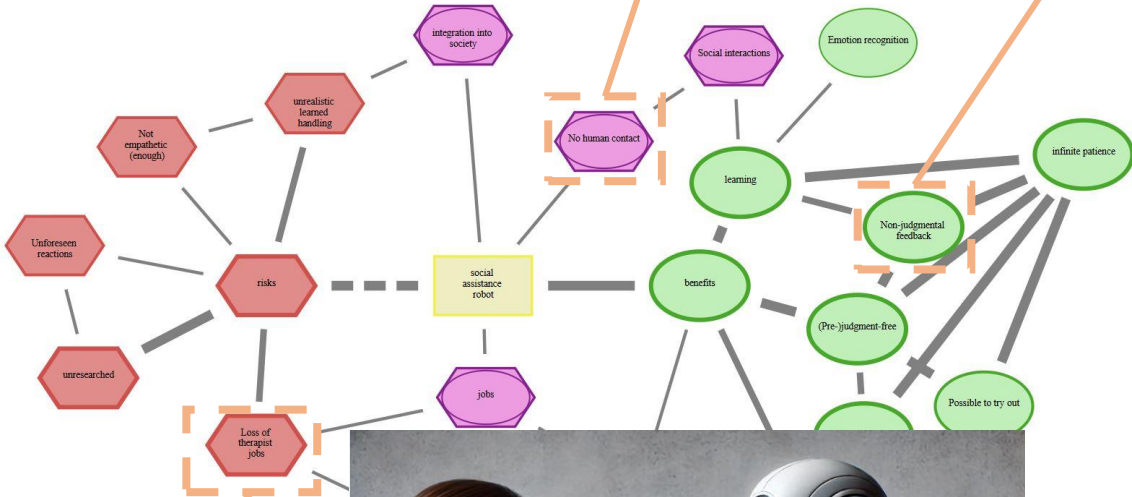 integration into
society
Social interactions
Emotion recognition
unrealistic
learned
handling
Not
empathetic
(enough)
No human contact
infinite patience
learning
Non-judgmental
feedback
Unforeseen
reactions
risks
social
assistance
robot
benefits
(Pre-)judgment-free
unresearched
jobs
Possible to try out
Loss of
therapist
jobs